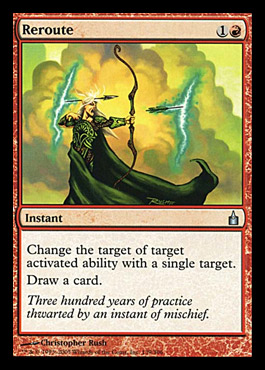 Reroute 1
Instant
Change the target of target
activated ability with a single target.
Draw a card.
Three hundred years of practice
thwarted by an instant of mischief.
Christopher Rush